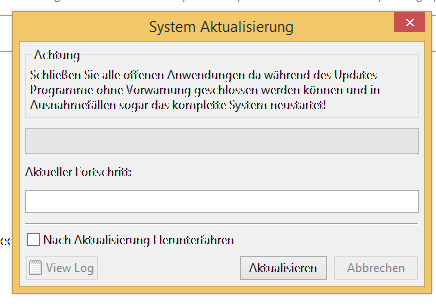 System Aktualisierung
Achtung
Schließen Sie alle offenen Anwendungen da während des Updates
Programme ohne Vorwarnung geschlossen werden können und in
Ausnahmefällen sogar das komplette System neustartet!
Aktueller Fortschritt:
Nach Aktualisierung Herunterfahren
View Log
Aktualisieren
Abbrechen